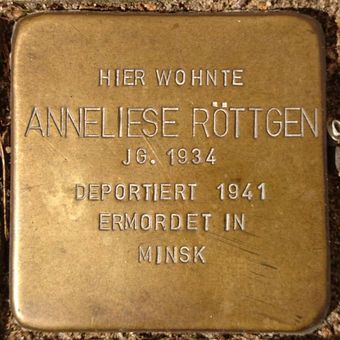 HIER WOHNTE
ANNELIESE RÖTTGEN
JG. 1934
DEPORTIERT 1941
ERMORDET IN
MINSK